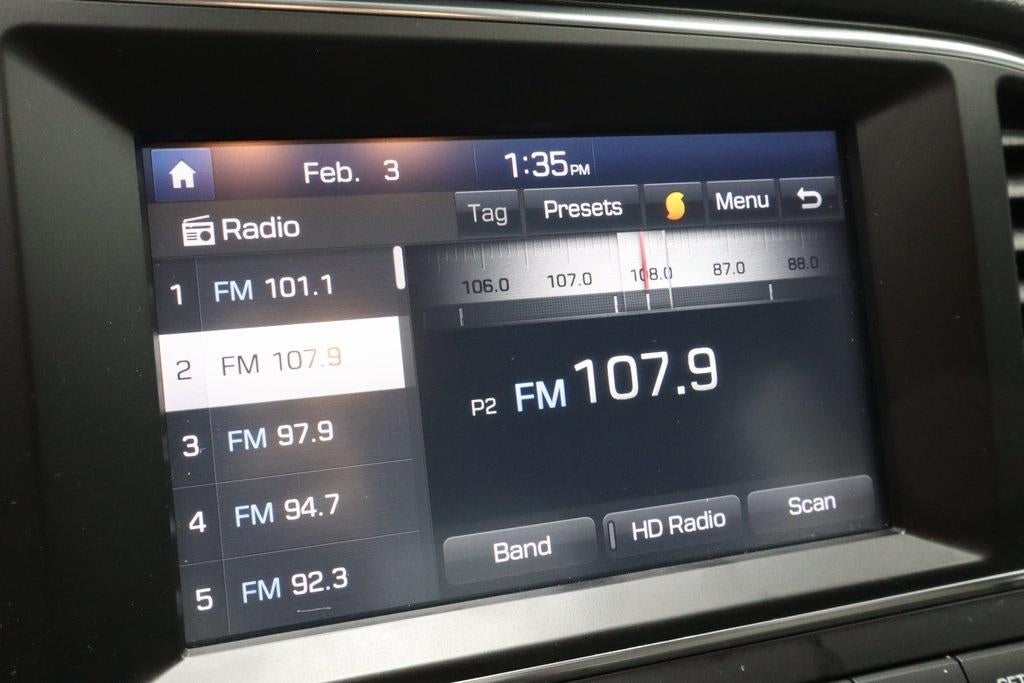 Feb. 3 1:35PM
Radio Tag Presets Menu
1 FM 101.1
2 FM 107.9
3 FM 97.9
4 FM 94.7
5 FM 92.3
106.0 107.0 108.0 87.0 88.0
P2 FM 107.9
Band HD Radio Scan